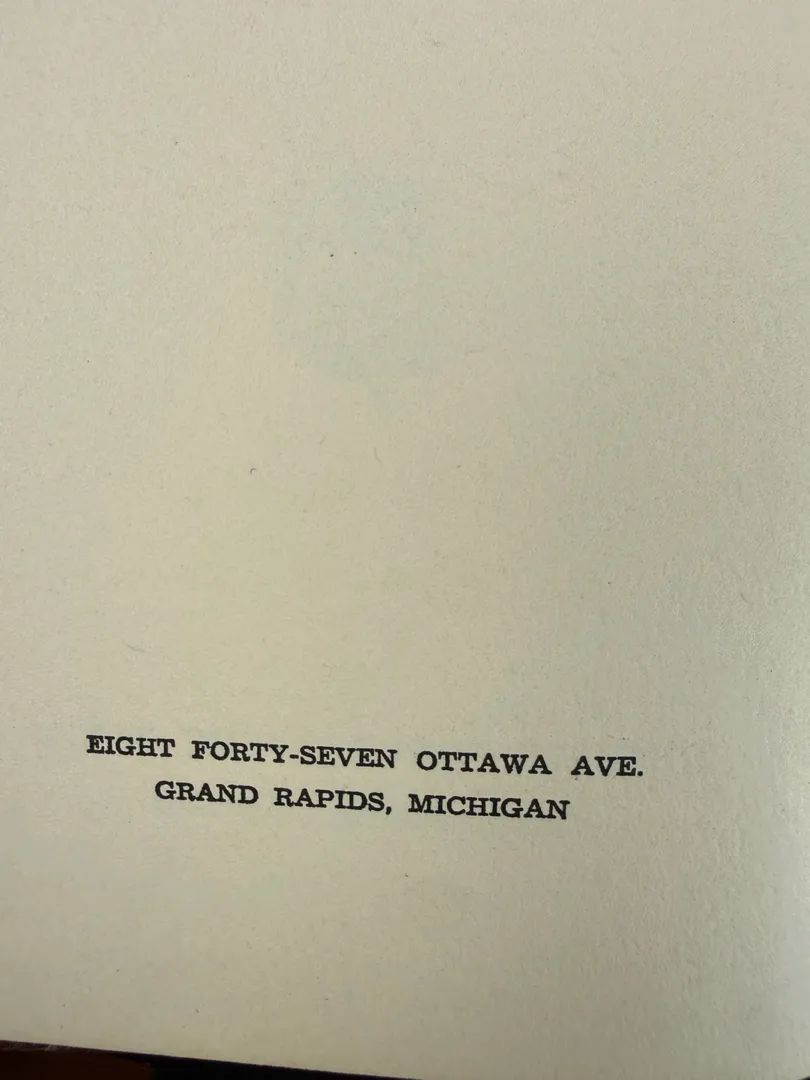 EIGHT FORTY-SEVEN OTTAWA AVE.
GRAND RAPIDS, MICHIGAN